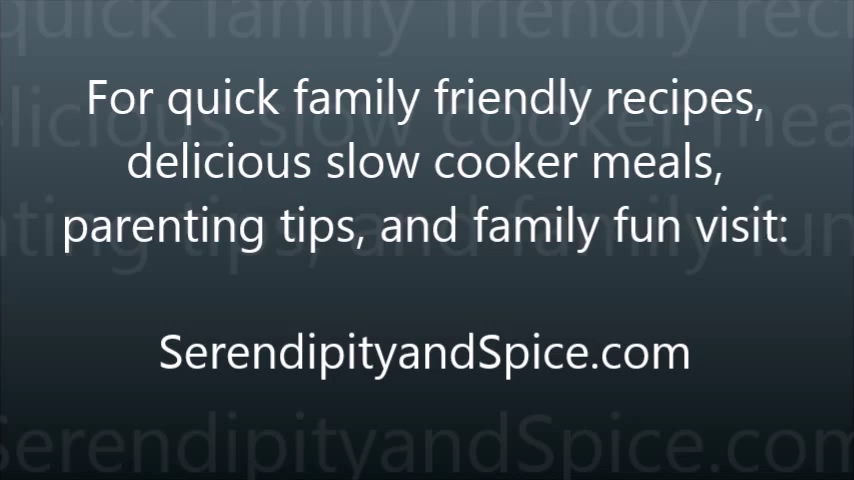 For quick family friendly recipes,
delicious slow cooker meals,
parenting tips, and family fun visit:
SerendipityandSpice.com